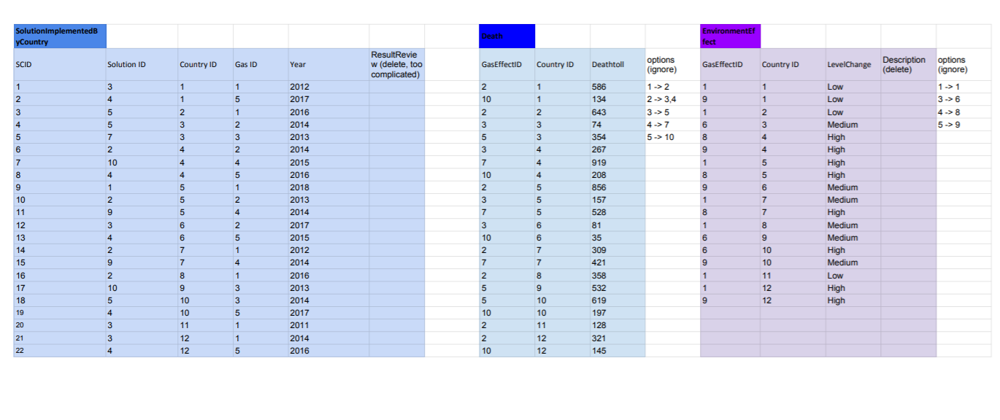 SolutionImplementedB Death EnvironmentEf
yCountry fect
SCID Solution ID Country ID Gas ID Year ResultRevie w (delete, too complicated) GasEffectID Country ID Deathtoll options (ignore) GasEffectID Country ID LevelChange Description (delete) options (ignore)
1 3 1 1 2012 2 1 586 1 -> 2 1 1 Low 1 -> 1
2 4 1 5 2017 10 1 134 2 -> 3,4 9 1 Low 3 -> 6
3 5 2 1 2016 2 2 643 3 -> 5 1 2 Low 4 -> 8
4 5 3 2 2014 3 3 74 4 -> 7 6 3 Medium 5 -> 9
5 7 3 3 2013 5 3 354 5 -> 10 8 4 High
6 2 4 2 2014 3 4 267 9 4 High
7 10 4 4 2015 7 4 919 1 5 High
8 4 4 5 2016 10 4 208 8 5 High
9 1 5 1 2018 2 5 856 9 6 Medium
10 2 5 2 2013 3 5 157 1 7 Medium
11 9 5 4 2014 7 5 528 8 7 High
12 3 6 2 2017 3 6 81 1 8 Medium
13 4 6 5 2015 10 6 35 6 9 Medium
14 2 7 1 2012 2 7 309 6 10 High
15 9 7 4 2014 7 7 421 9 10 Medium
16 2 8 1 2016 2 8 358 1 11 Low
17 10 9 3 2013 5 9 532 1 12 High
18 5 10 3 2014 5 10 619 9 12 High
19 4 10 5 2017 10 10 197
20 3 11 1 2011 2 11 128
21 3 12 1 2014 2 12 321
22 4 12 5 2016 10 12 145